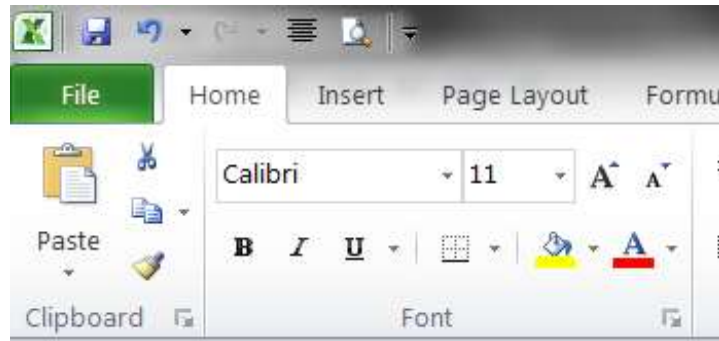 File Home Insert Page Layout Formu
Calibri 11 A A
Paste B I U A
Clipboard Font